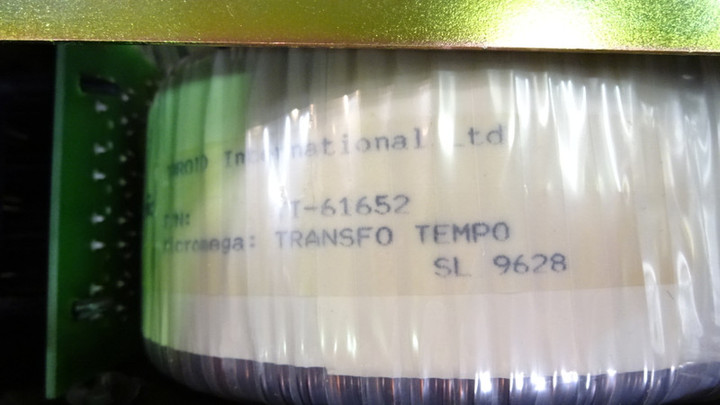 International Ltd
T-61652
TRANSFO TEMPO
SL 9628